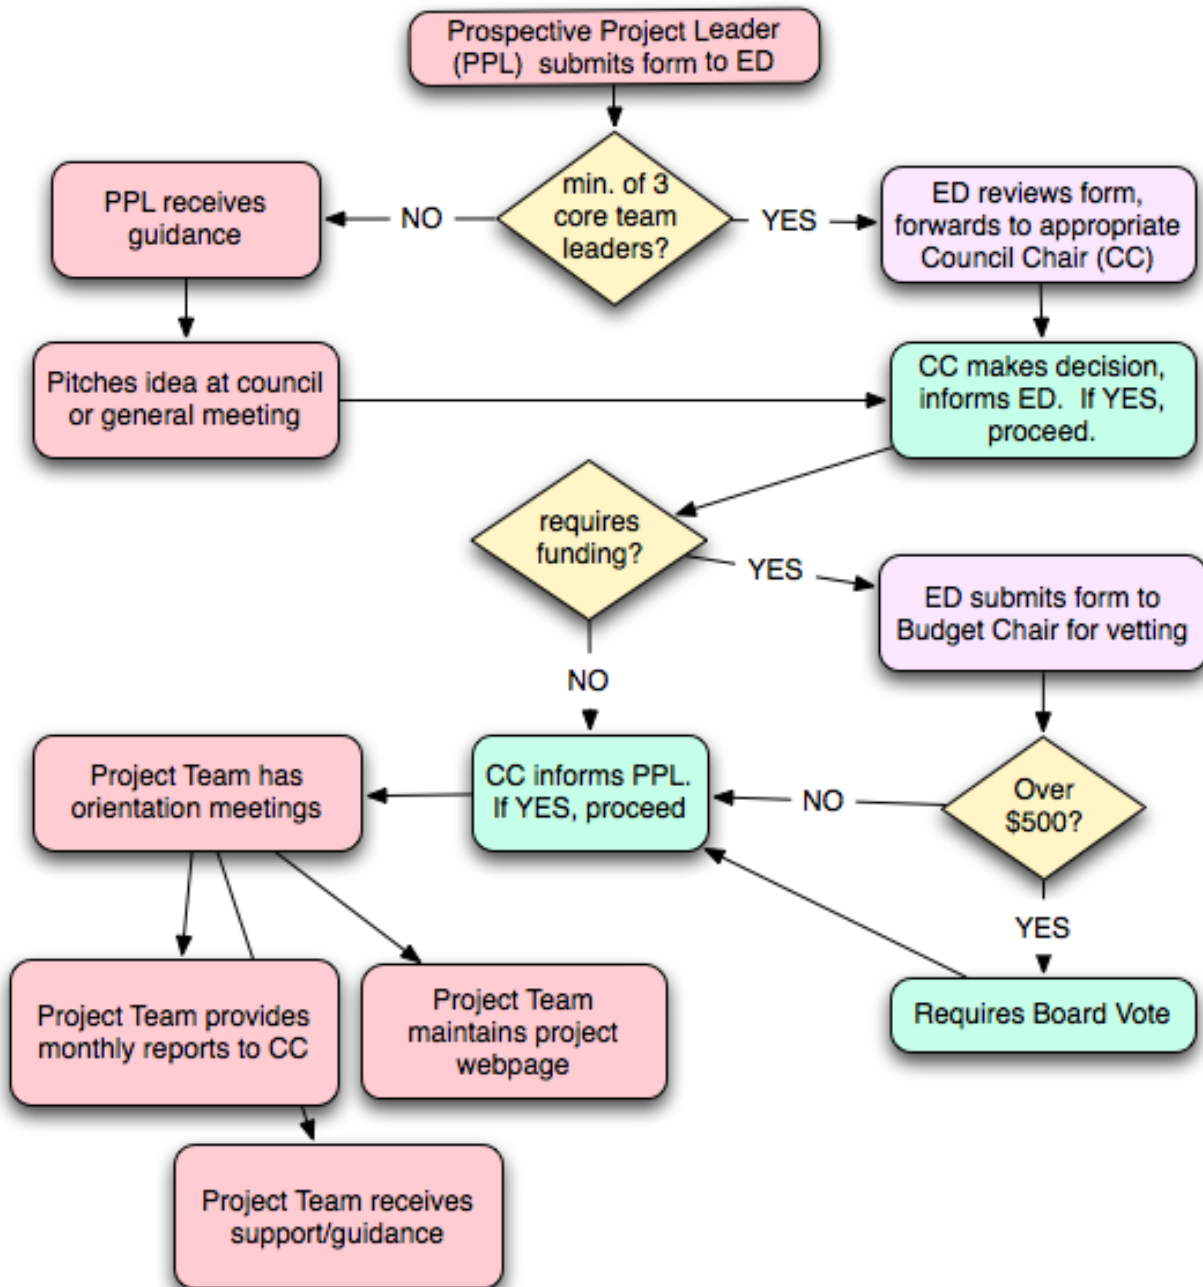 Prospective Project Leader
(PPL) submits form to ED
min. of 3
core team
leaders?
NO
YES
PPL receives
guidance
ED reviews form,
forwards to appropriate
Council Chair (CC)
Pitches idea at council
or general meeting
CC makes decision,
informs ED. If YES,
proceed.
requires
funding?
YES
NO
ED submits form to
Budget Chair for vetting
Project Team has
orientation meetings
CC informs PPL.
If YES, proceed
NO
Over
$500?
YES
Requires Board Vote
Project Team provides
monthly reports to CC
Project Team
maintains project
webpage
Project Team receives
support/guidance